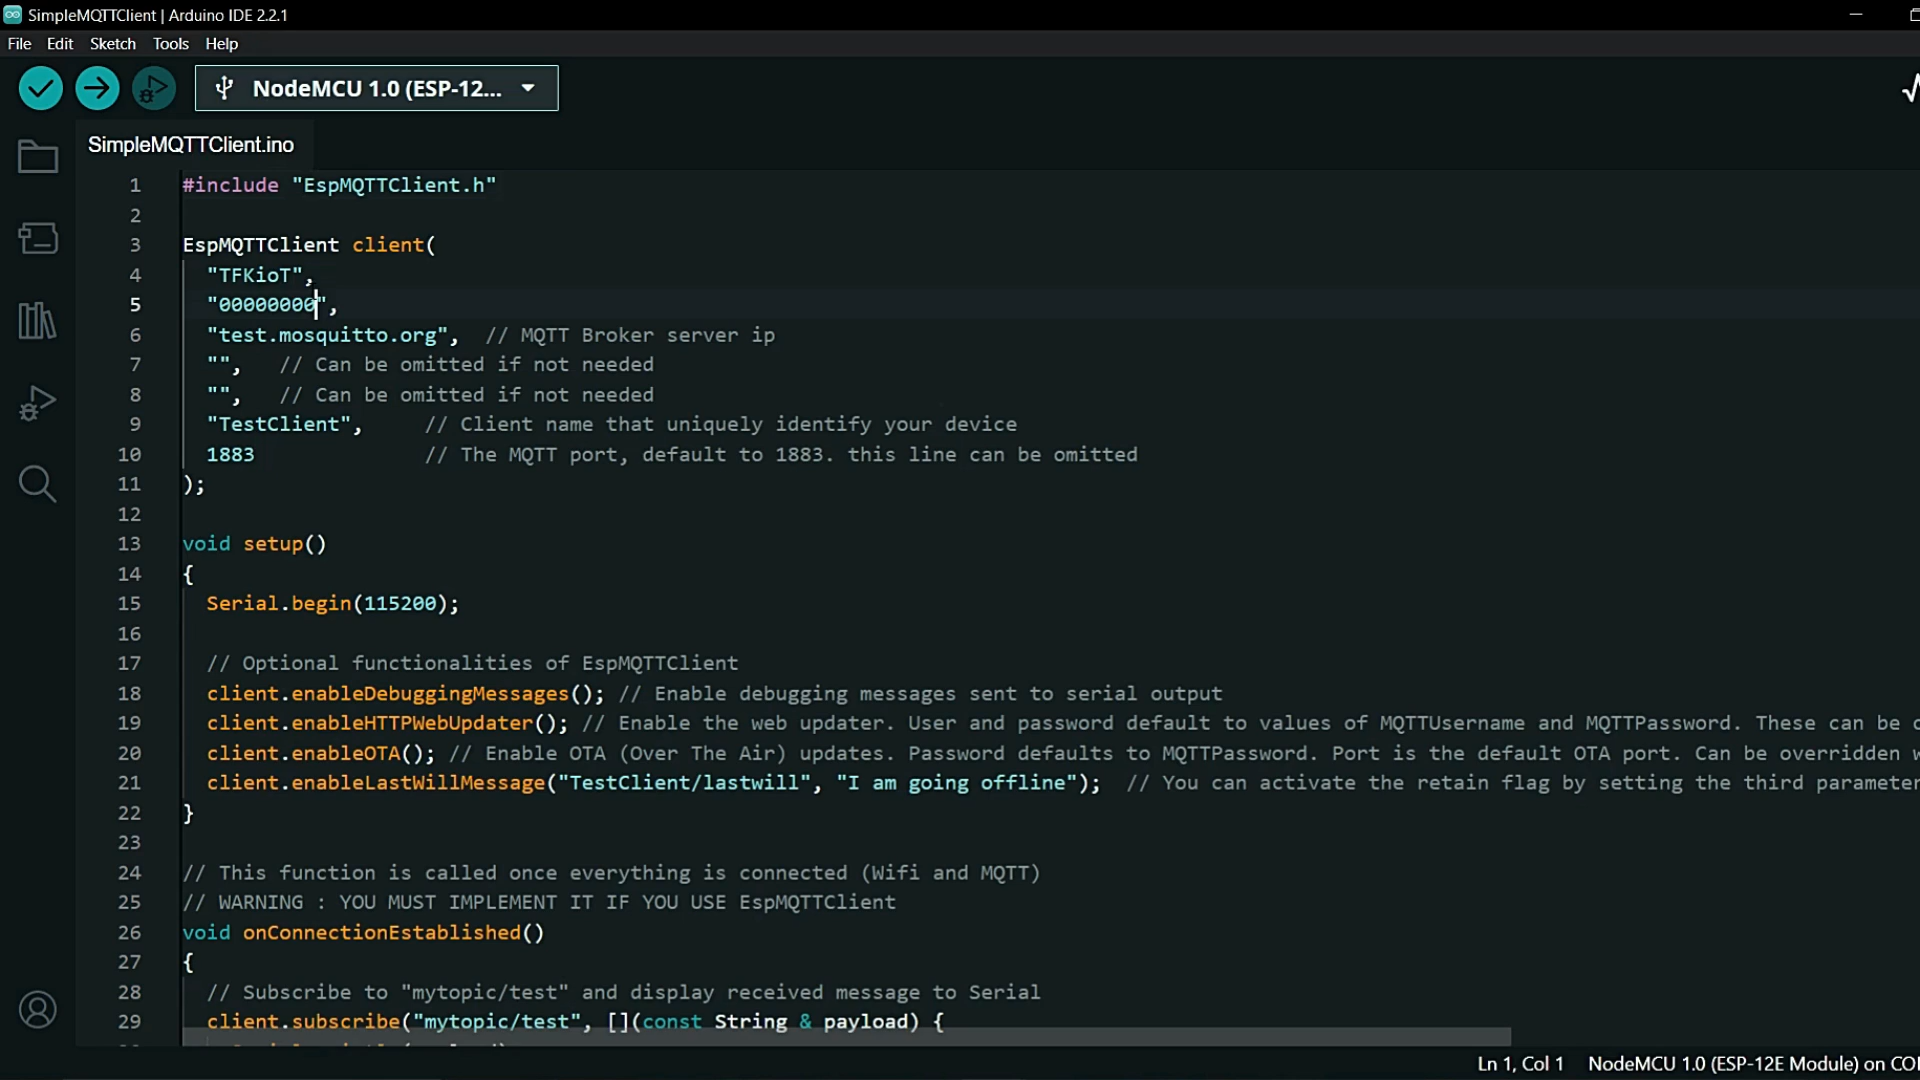 SimpleMQTTClient | Arduino IDE 2.2.1
File Edit Sketch Tools Help
NodeMCU 1.0 (ESP-12...
SimpleMQTTClient.ino
1 #include "EspMQTTClient.h"
2
3 EspMQTTClient client(
4 "TFKioT",
5 "00000000",
6 "test.mosquitto.org", // MQTT Broker server ip
7 "", // Can be omitted if not needed
8 "", // Can be omitted if not needed
9 "TestClient", // Client name that uniquely identify your device
10 1883 // The MQTT port, default to 1883. this line can be omitted
11 );
12
13 void setup()
14 {
15 Serial.begin(115200);
16
17 // Optional functionalities of EspMQTTClient
18 client.enableDebuggingMessages(); // Enable debugging messages sent to serial output
19 client.enableHTTPWebUpdater(); // Enable the web updater. User and password default to values of MQTTUsername and MQTTPassword. These can be
20 client.enableOTA(); // Enable OTA (Over The Air) updates. Password defaults to MQTTPassword. Port is the default OTA port. Can be overridden
21 client.enableLastWillMessage("TestClient/lastwill", "I am going offline"); // You can activate the retain flag by setting the third parameter
22 }
23
24 // This function is called once everything is connected (Wifi and MQTT)
25 // WARNING : YOU MUST IMPLEMENT IT IF YOU USE EspMQTTClient
26 void onConnectionEstablished()
27 {
28 // Subscribe to "mytopic/test" and display received message to Serial
29 client.subscribe("mytopic/test", [](const String & payload) {
Ln 1, Col 1 NodeMCU 1.0 (ESP-12E Module) on